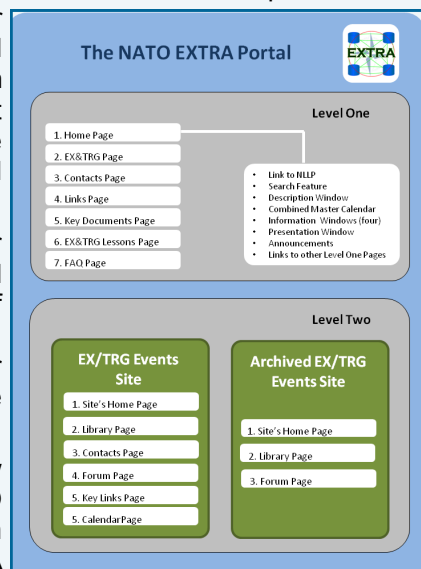 The NATO EXTRA Portal
EXTRA
Level One
1. Home Page
2. EX&TRG Page
3. Contacts Page
4. Links Page
5. Key Documents Page
6. EX&TRG Lessons Page
7. FAQ Page
• Link to NLLP
• Search Feature
• Description Window
• Combined Master Calendar
• Information Windows (four)
• Presentation Window
• Announcements
• Links to other Level One Pages
Level Two
EX/TRG Events
Site
1. Site's Home Page
2. Library Page
3. Contacts Page
4. Forum Page
5. Key Links Page
5. CalendarPage
Archived EX/TRG
Events Site
1. Site's Home Page
2. Library Page
3. Forum Page